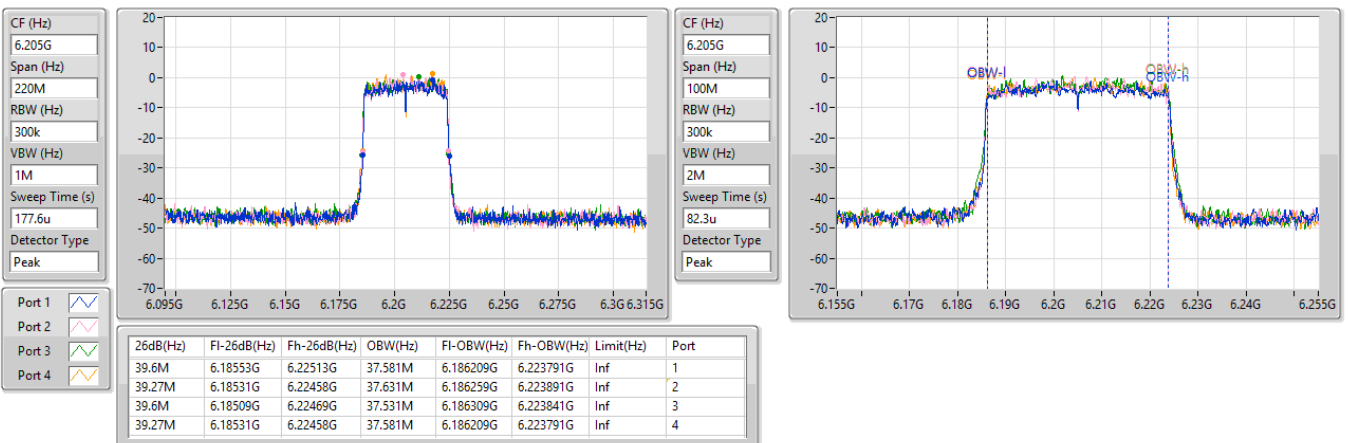 CF (Hz)
6.205G
Span (Hz)
220M
RBW (Hz)
300k
VBW (Hz)
1M
Sweep Time (s)
177.6u
Detector Type
Peak
20
10
0
-10
-20
-30
-40
-50
-60
-70
6.095G 6.125G 6.15G 6.175G 6.2G 6.225G 6.25G 6.275G 6.3G 6.315G
CF (Hz)
6.205G
Span (Hz)
100M
RBW (Hz)
300k
VBW (Hz)
2M
Sweep Time (s)
82.3u
Detector Type
Peak
20
10
0
-10
-20
-30
-40
-50
-60
-70
OBW-l
OBW-h
OBW-h
6.155G 6.17G 6.18G 6.19G 6.2G 6.21G 6.22G 6.23G 6.24G 6.255G
Port 1
Port 2
Port 3
Port 4
26dB(Hz) Fl-26dB(Hz) Fh-26dB(Hz) OBW(Hz) Fl-OBW(Hz) Fh-OBW(Hz) Limit(Hz) Port
39.6M 6.18553G 6.22513G 37.581M 6.186209G 6.223791G Inf 1
39.27M 6.18531G 6.22458G 37.631M 6.186259G 6.223891G Inf 2
39.6M 6.18509G 6.22469G 37.531M 6.186309G 6.223841G Inf 3
39.27M 6.18531G 6.22458G 37.581M 6.186209G 6.223791G Inf 4